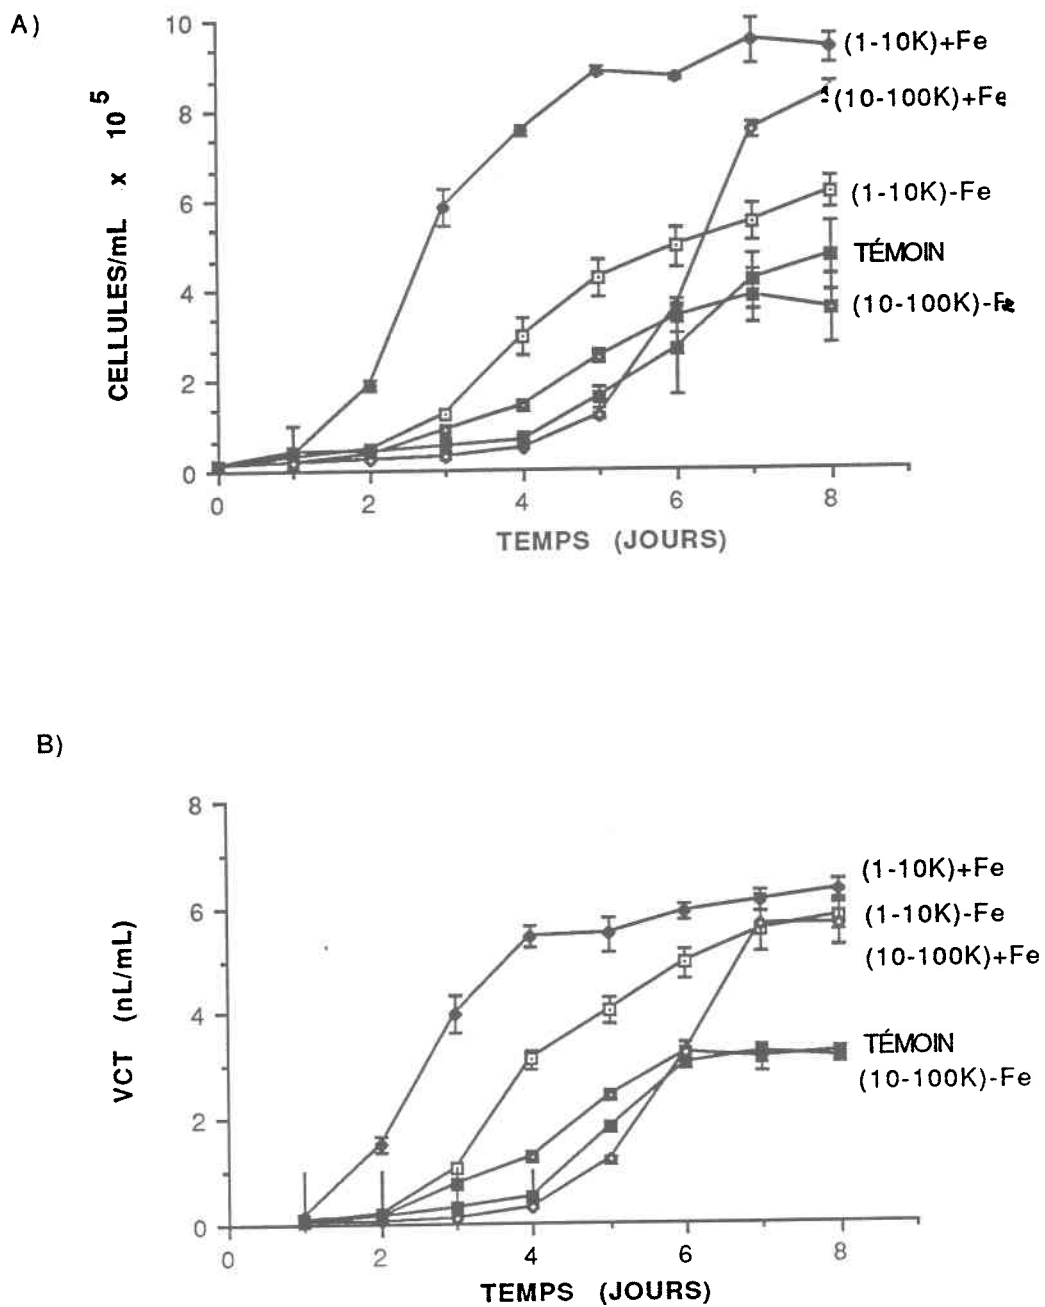 A)
10
8
6
4
2
0
CELLULES/mL x 10^5
(1-10K)+Fe
(10-100K)+Fe
(1-10K)-Fe
TÉMOIN
(10-100K)-Fe
0 2 4 6 8
TEMPS (JOURS)
B)
8
6
4
2
0
VCT (nL/mL)
(1-10K)+Fe
(1-10K)-Fe
(10-100K)+Fe
TÉMOIN
(10-100K)-Fe
0 2 4 6 8
TEMPS (JOURS)